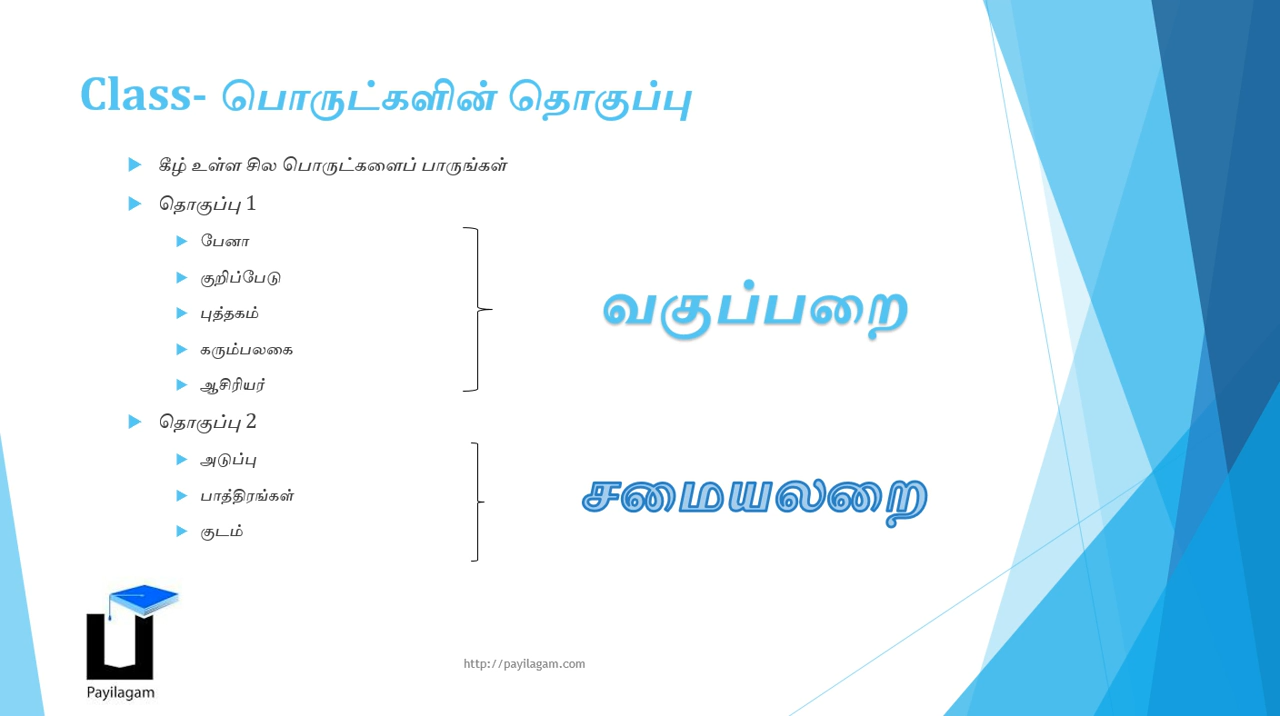 Class- பொருட்களின் தொகுப்பு
கீழ் உள்ள சில பொருட்களைப் பாருங்கள்
தொகுப்பு 1
பேனா
குறிப்பேடு
புத்தகம்
கரும்பலகை
ஆசிரியர்
வகுப்பறை
தொகுப்பு 2
அடுப்பு
பாத்திரங்கள்
குடம்
சமையலறை
Payilagam
http://payilagam.com